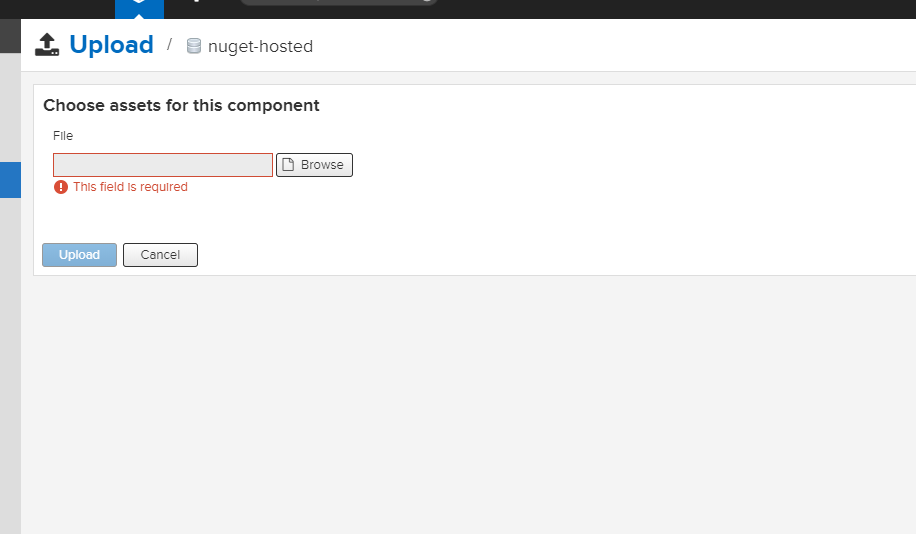 Upload / nuget-hosted
Choose assets for this component
File
Browse
This field is required
Upload Cancel